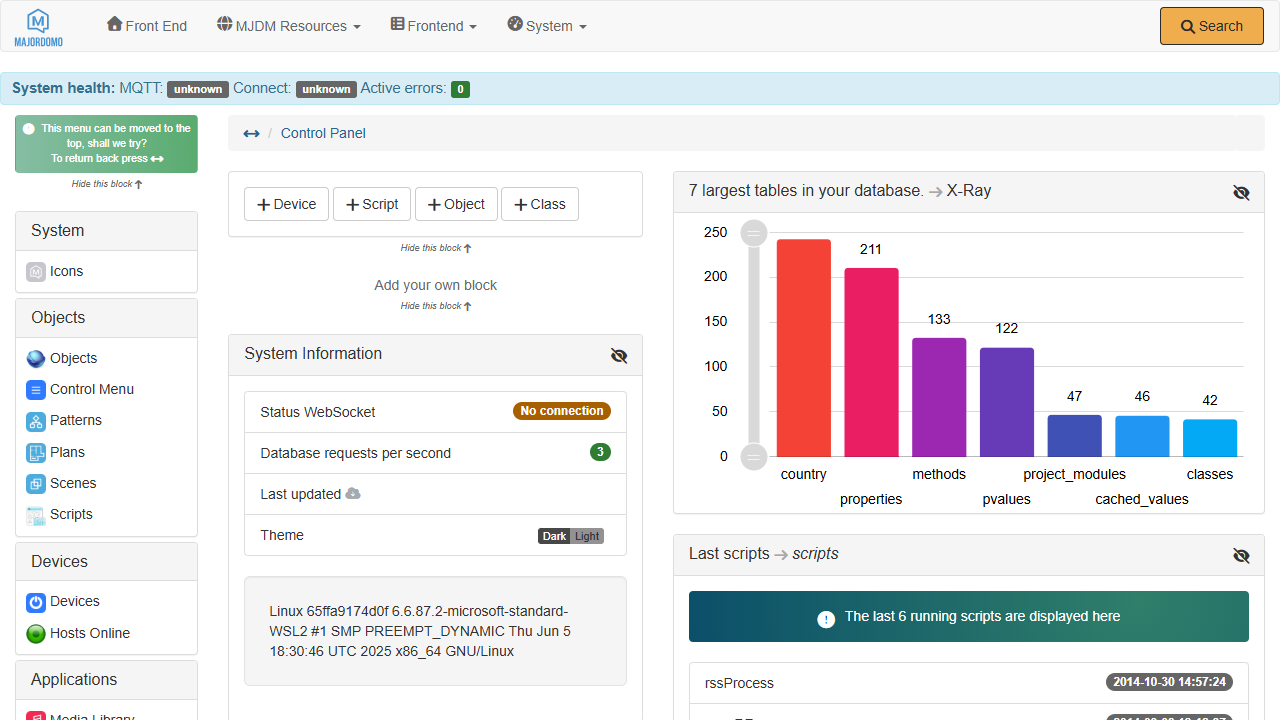 MAJORDOMO
Front End
MJDM Resources
Frontend
System
Search
System health: MQTT: unknown Connect: unknown Active errors: 0
This menu can be moved to the
top, shall we try?
To return back press
Hide this block
System
Icons
Objects
Objects
Control Menu
Patterns
Plans
Scenes
Scripts
Devices
Devices
Hosts Online
Applications
Media Library
/ Control Panel
Device
Script
Object
Class
Hide this block
Add your own block
Hide this block
System Information
Status WebSocket No connection
Database requests per second 3
Last updated
Theme Dark Light
Linux 65ffa9174d0f 6.6.87.2-microsoft-standard-
WSL2 #1 SMP PREEMPT_DYNAMIC Thu Jun 5
18:30:46 UTC 2025 x86_64 GNU/Linux
7 largest tables in your database. → X-Ray
250
200
150
100
50
0
211
133
122
47
46
42
country
properties
methods
pvalues
project_modules
cached_values
classes
Last scripts → scripts
The last 6 running scripts are displayed here
rssProcess 2014-10-30 14:57:24